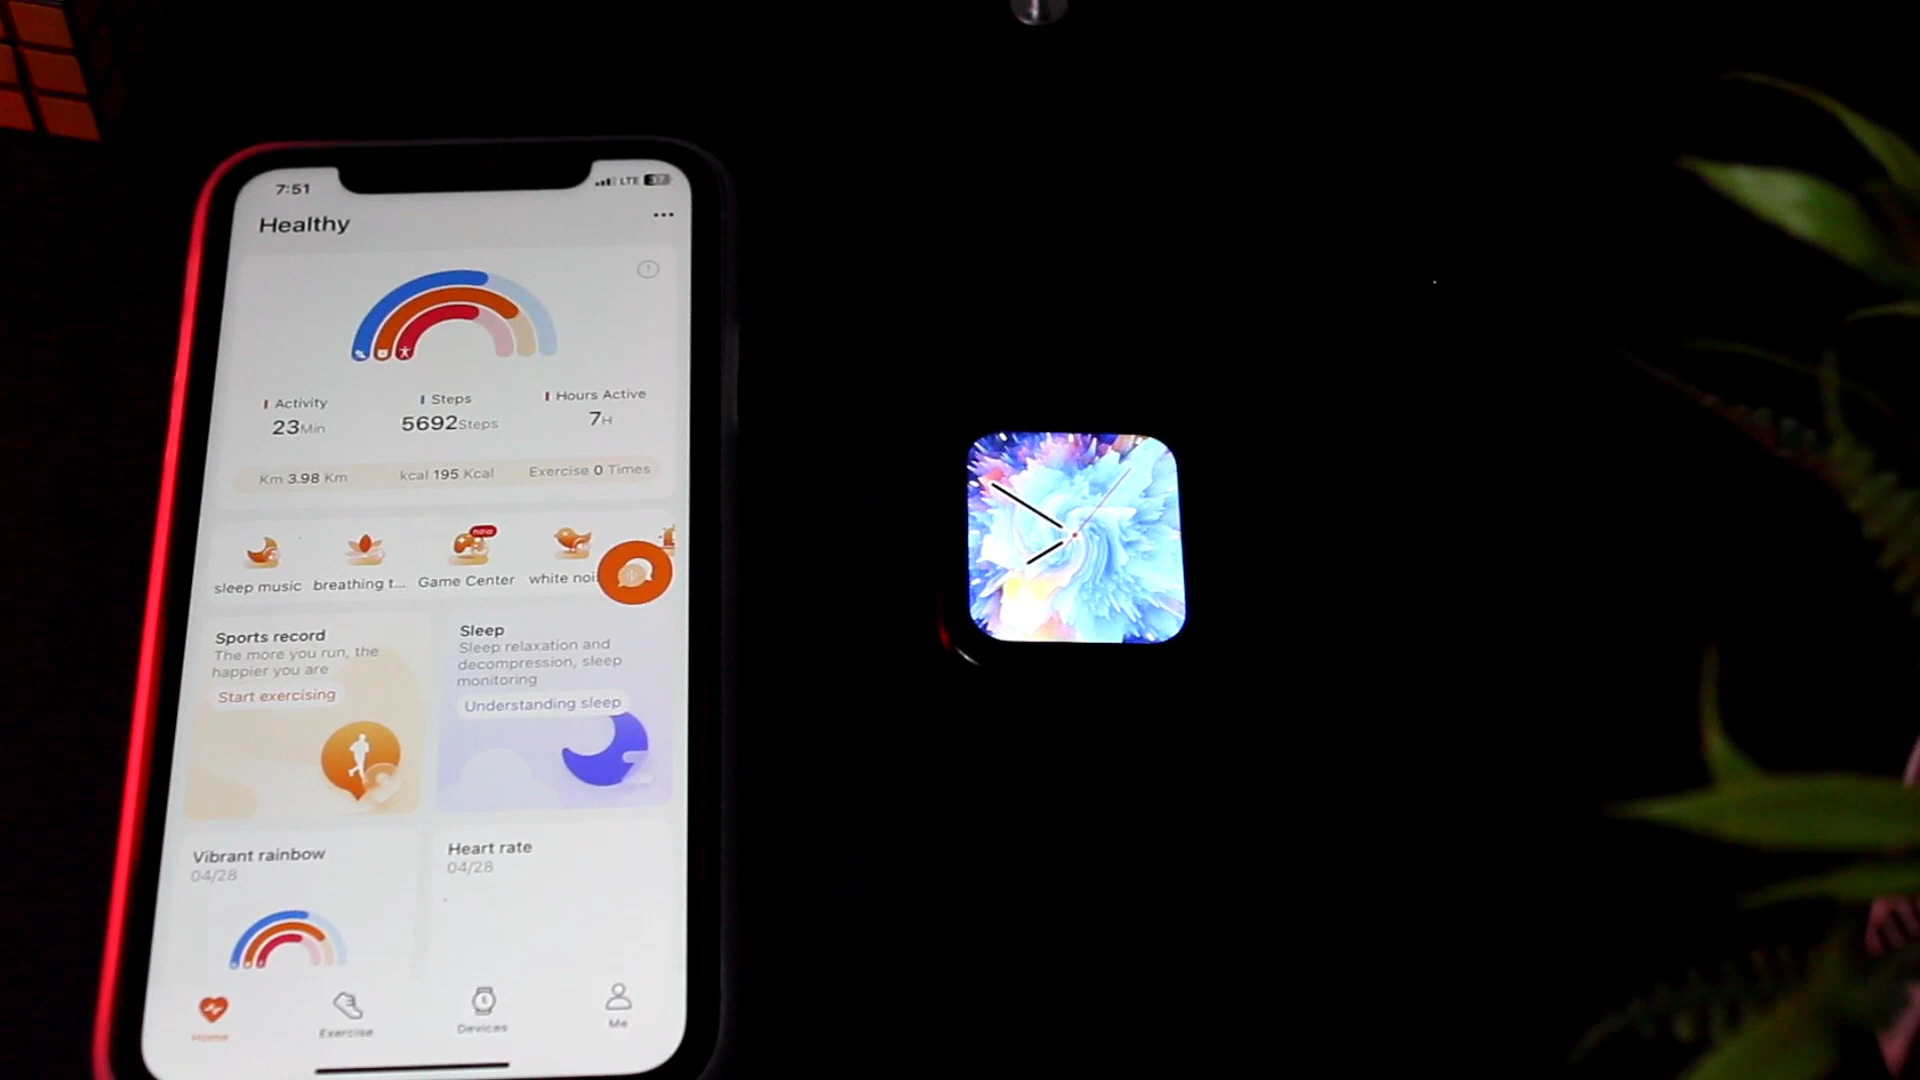 7:51
LTE 37
Healthy
Activity
Steps
Hours Active
23Min
5692Steps
7H
Km 3.98 Km
kcal 195 Kcal
Exercise 0 Times
new
sleep music
breathing t...
Game Center
white noi
Sports record
The more you run, the
happier you are
Start exercising
Sleep
Sleep relaxation and
decompression, sleep
monitoring
Understanding sleep
Vibrant rainbow
04/28
Heart rate
04/28
Home
Exercise
Devices
Me